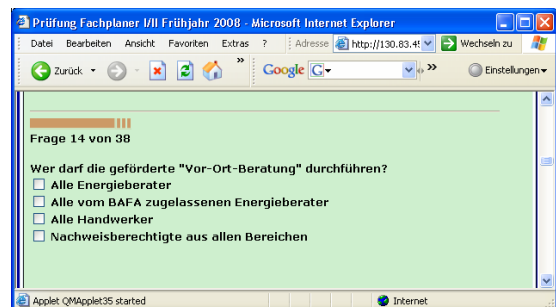 Prüfung Fachplaner I/II Frühjahr 2008 - Microsoft Internet Explorer
Datei Bearbeiten Ansicht Favoriten Extras ? Adresse http://130.83.45 Wechseln zu
Zurück » Google G » Einstellungen
Frage 14 von 38
Wer darf die geförderte "Vor-Ort-Beratung" durchführen?
Alle Energieberater
Alle vom BAFA zugelassenen Energieberater
Alle Handwerker
Nachweisberechtigte aus allen Bereichen
Applet QMApplet35 started Internet